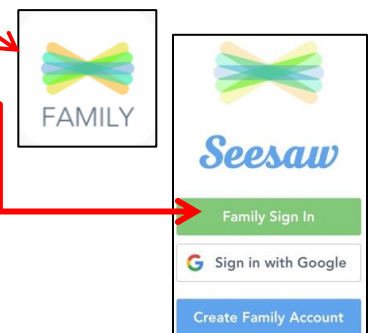 FAMILY
Seesaw
Family Sign In
Sign in with Google
Create Family Account